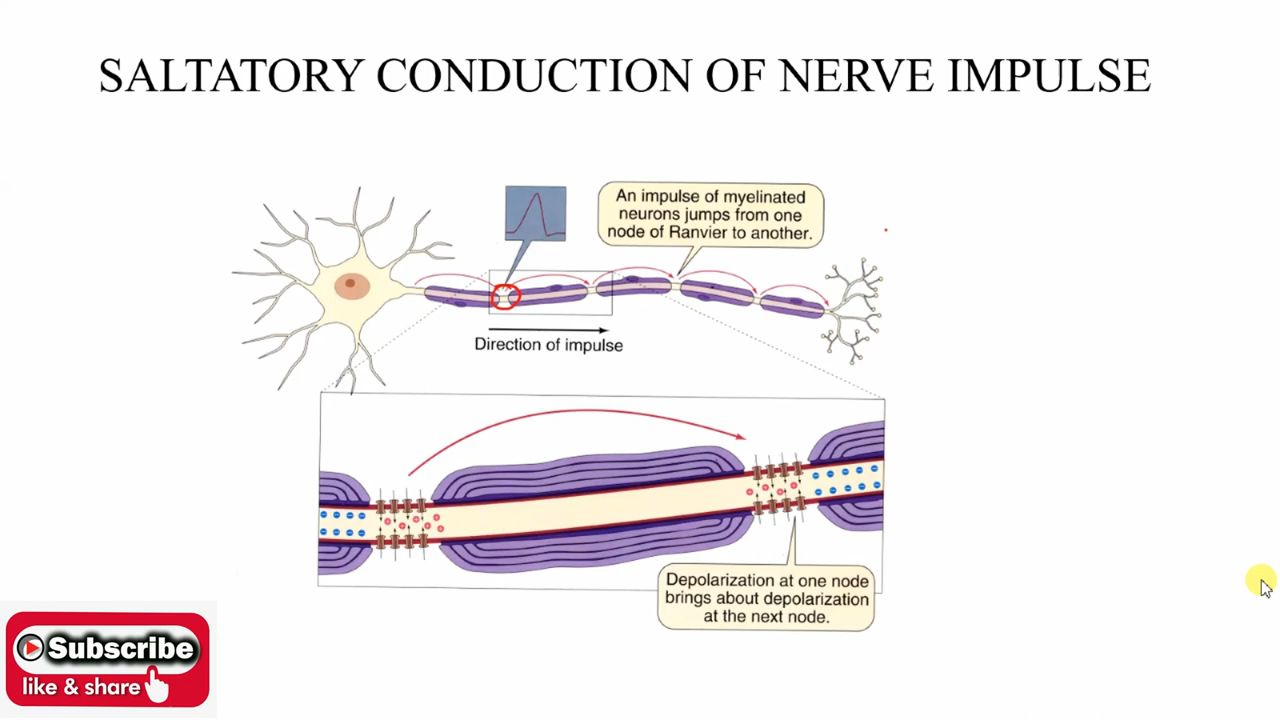 SALTATORY CONDUCTION OF NERVE IMPULSE
An impulse of myelinated
neurons jumps from one
node of Ranvier to another.
Direction of impulse
Depolarization at one node
brings about depolarization
at the next node.
Subscribe
like & share